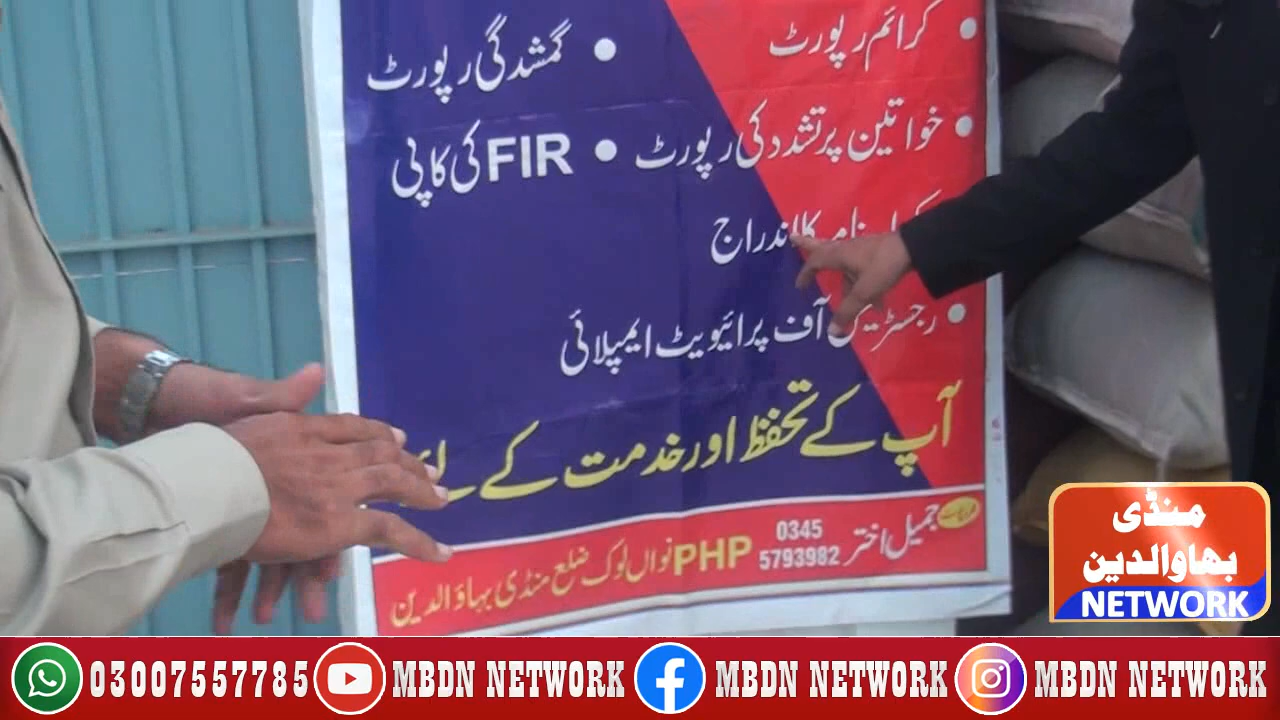 • کرائم رپورٹ
• گمشدگی رپورٹ
• خواتین پر تشدد کی رپورٹ
• FIR کی کاپی
کا اندراج
• آف پرائیویٹ ایمپلائی
آپ کے تحفظ اور خدمت کے
جمیل اختر 0345 5793982
PHP نواں لوک ضلع منڈی بہاؤالدین
منڈی
بھاوالدین
NETWORK
03007557785 MBDN NETWORK MBDN NETWORK MBDN NETWORK